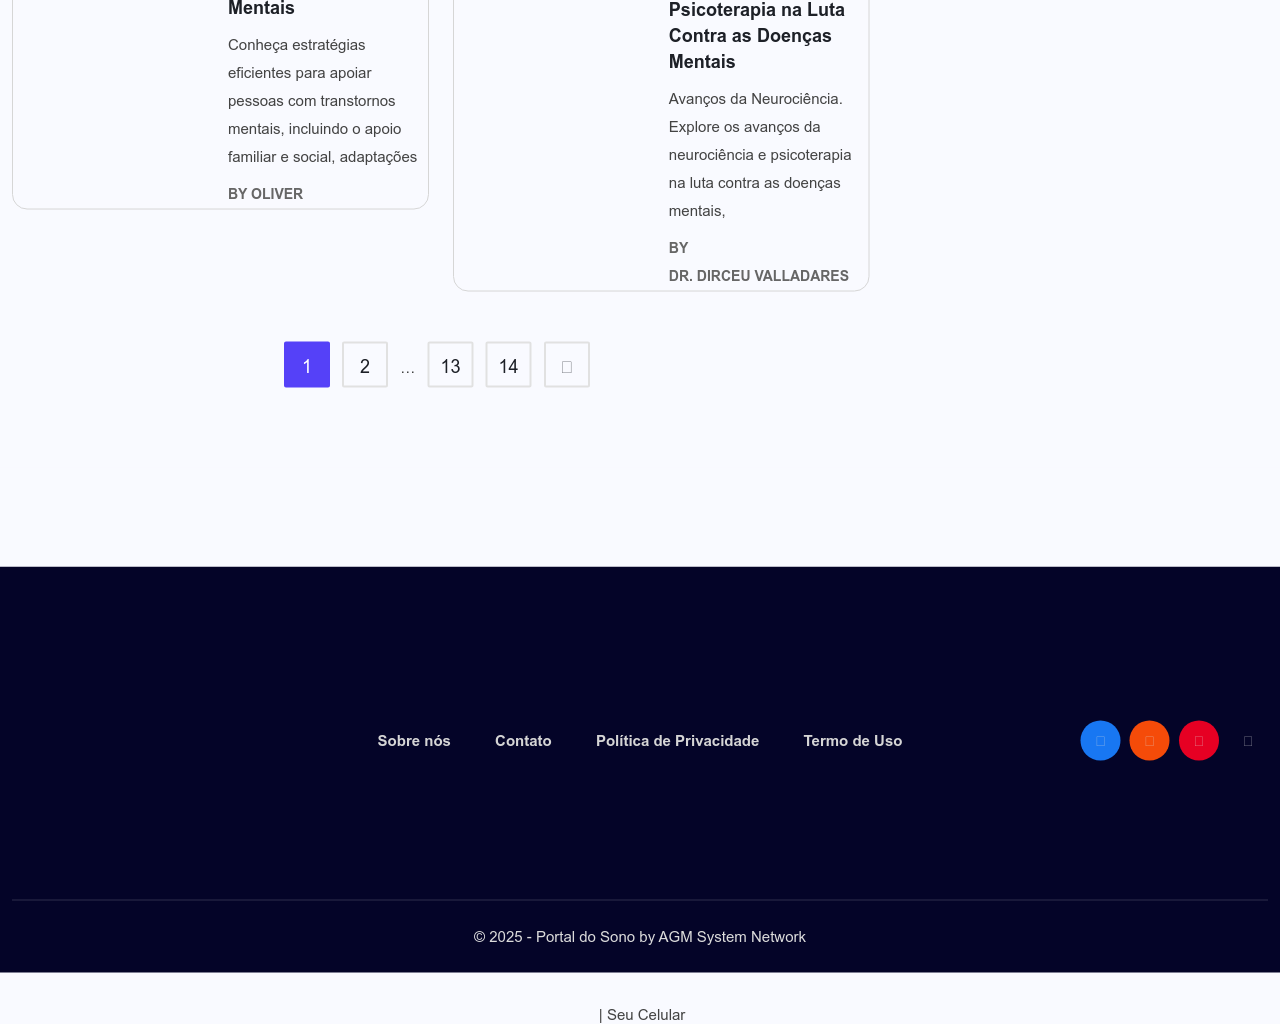 Mentais
Conheça estratégias
eficientes para apoiar
pessoas com transtornos
mentais, incluindo o apoio
familiar e social, adaptações
BY OLIVER
Psicoterapia na Luta
Contra as Doenças
Mentais
Avanços da Neurociência.
Explore os avanços da
neurociência e psicoterapia
na luta contra as doenças
mentais,
BY
DR. DIRCEU VALLADARES
1 2 … 13 14
Sobre nós Contato Política de Privacidade Termo de Uso
© 2025 - Portal do Sono by AGM System Network
| Seu Celular